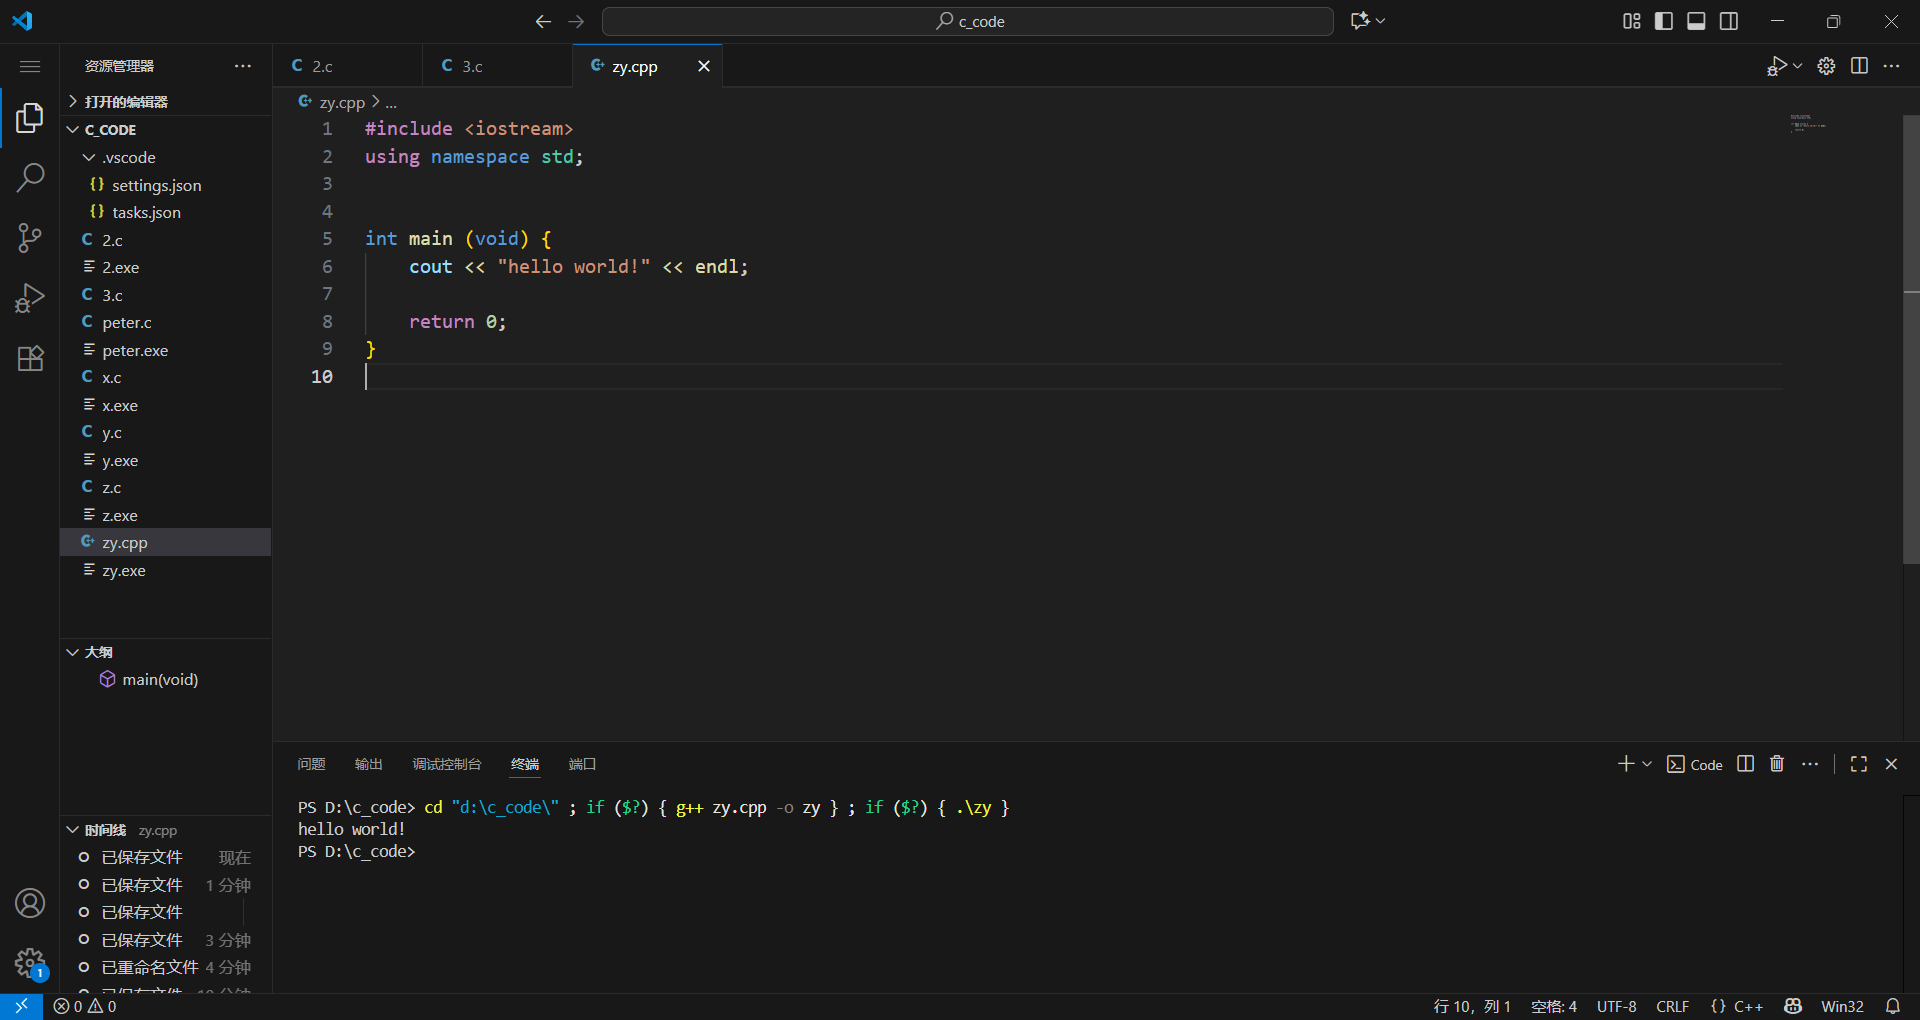 c_code
资源管理器
打开的编辑器
C_CODE
.vscode
{} settings.json
{} tasks.json
C 2.c
2.exe
C 3.c
C peter.c
peter.exe
C x.c
x.exe
C y.c
y.exe
C z.c
z.exe
C+ zy.cpp
zy.exe
大纲
main(void)
时间线 zy.cpp
已保存文件 现在
已保存文件 1 分钟
已保存文件
已保存文件 3 分钟
已重命名文件 4 分钟
1
C 2.c
C 3.c
C+ zy.cpp
C+ zy.cpp > ...
1 #include <iostream>
2 using namespace std;
3
4
5 int main (void) {
6 cout << "hello world!" << endl;
7
8 return 0;
9 }
10
问题 输出 调试控制台 终端 端口
Code
PS D:\c_code> cd "d:\c_code\" ; if ($?) { g++ zy.cpp -o zy } ; if ($?) { .\zy }
hello world!
PS D:\c_code>
0 0
行 10, 列 1 空格: 4 UTF-8 CRLF {} C++ Win32